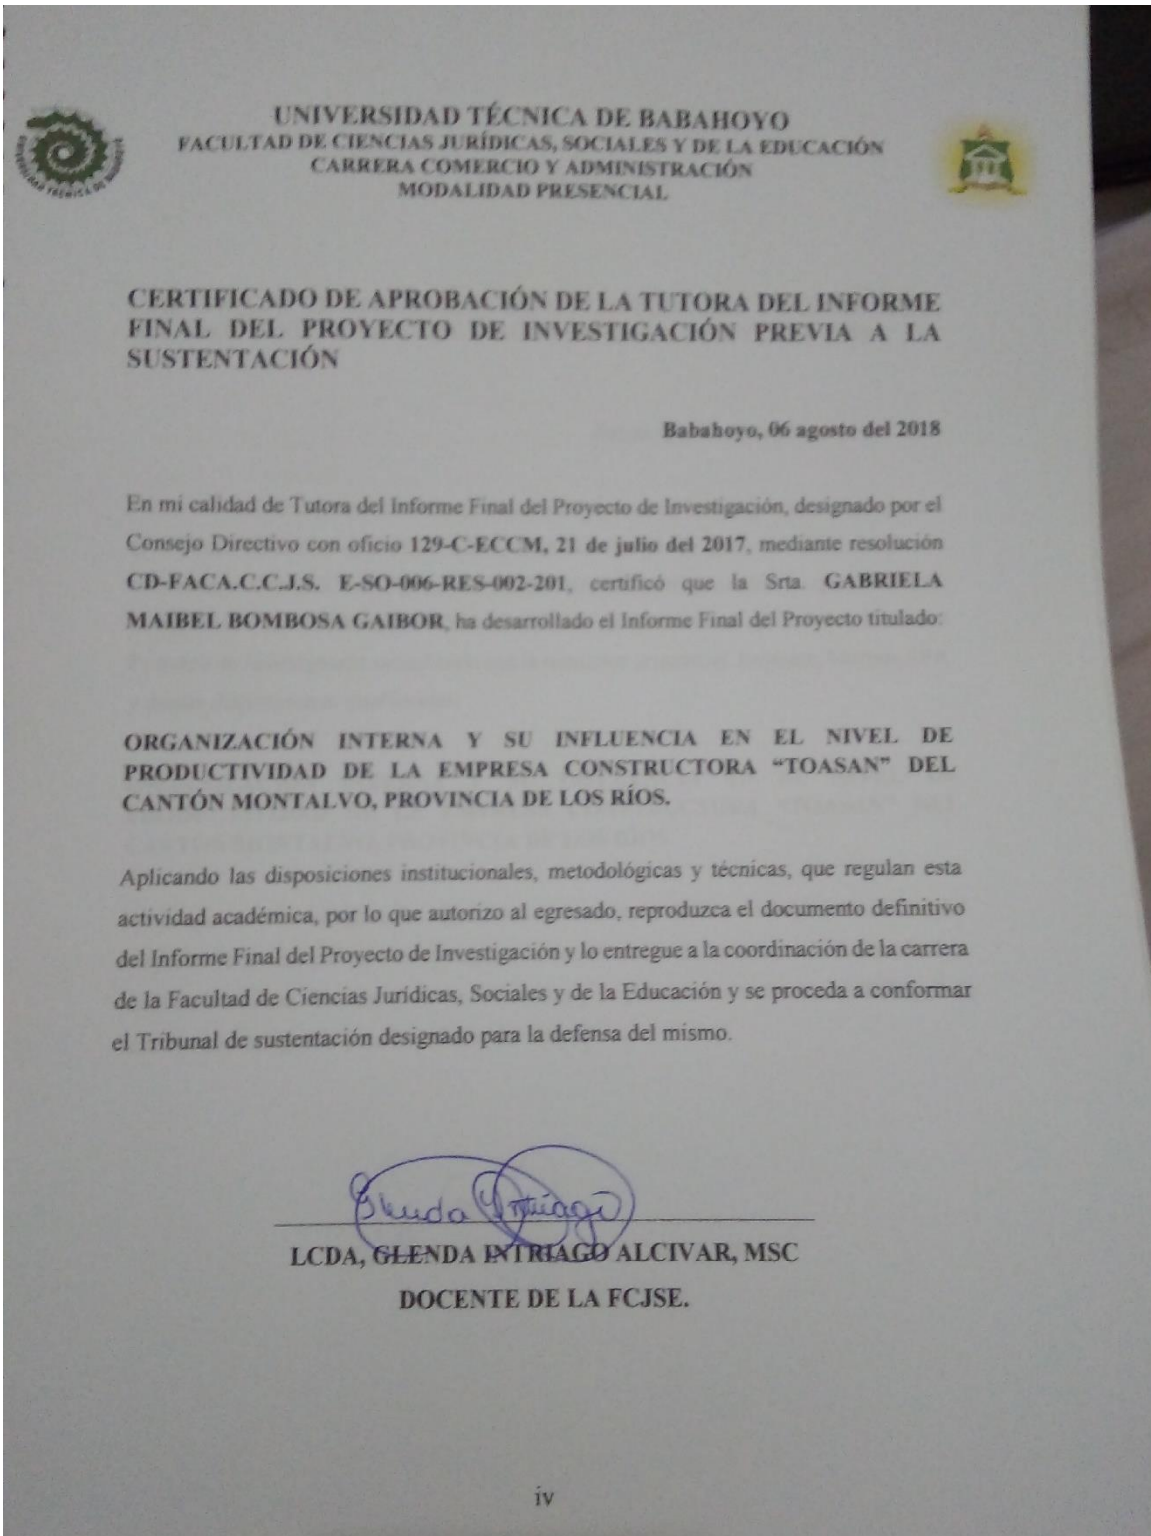 UNIVERSIDAD TÉCNICA DE BABAHOYO
FACULTAD DE CIENCIAS JURÍDICAS, SOCIALES Y DE LA EDUCACIÓN
CARRERA COMERCIO Y ADMINISTRACIÓN
MODALIDAD PRESENCIAL
UNIVERSIDAD TECNICA DE BABAHOYO
CERTIFICADO DE APROBACIÓN DE LA TUTORA DEL INFORME
FINAL DEL PROYECTO DE INVESTIGACIÓN PREVIA A LA
SUSTENTACIÓN
Babahoyo, 06 agosto del 2018
En mi calidad de Tutora del Informe Final del Proyecto de Investigación, designado por el
Consejo Directivo con oficio 129-C-ECCM, 21 de julio del 2017, mediante resolución
CD-FACA.C.C.J.S. E-SO-006-RES-002-201, certificó que la Srta. GABRIELA
MAIBEL BOMBOSA GAIBOR, ha desarrollado el Informe Final del Proyecto titulado:
ORGANIZACIÓN INTERNA Y SU INFLUENCIA EN EL NIVEL DE
PRODUCTIVIDAD DE LA EMPRESA CONSTRUCTORA “TOASAN” DEL
CANTÓN MONTALVO, PROVINCIA DE LOS RÍOS.
Aplicando las disposiciones institucionales, metodológicas y técnicas, que regulan esta
actividad académica, por lo que autorizo al egresado, reproduzca el documento definitivo
del Informe Final del Proyecto de Investigación y lo entregue a la coordinación de la carrera
de la Facultad de Ciencias Jurídicas, Sociales y de la Educación y se proceda a conformar
el Tribunal de sustentación designado para la defensa del mismo.
Glenda Intriago
LCDA, GLENDA INTRIAGO ALCIVAR, MSC
DOCENTE DE LA FCJSE.
iv